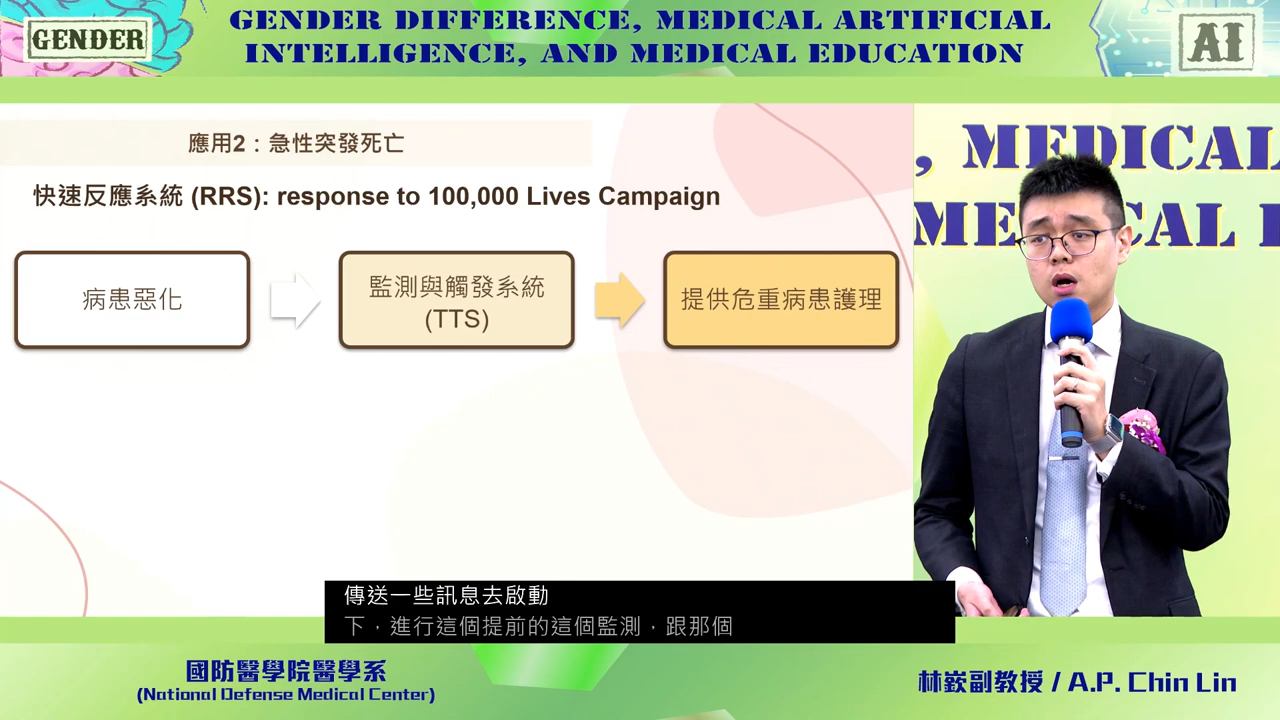 GENDER
GENDER DIFFERENCE, MEDICAL ARTIFICIAL
INTELLIGENCE, AND MEDICAL EDUCATION
AI
應用2：急性突發死亡
快速反應系統 (RRS): response to 100,000 Lives Campaign
病患惡化
監測與觸發系統
(TTS)
提供危重病患護理
, MEDICAL
MEDICAL E
傳送一些訊息去啟動
下，進行這個提前的這個監測，跟那個
國防醫學院醫學系
(National Defense Medical Center)
林嶔副教授 / A.P. Chin Lin